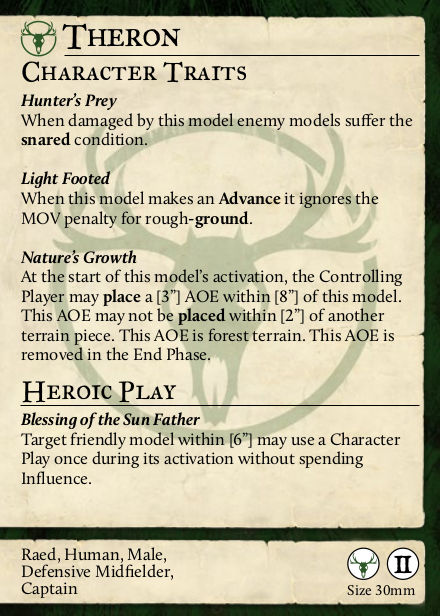 Theron
Character Traits
Hunter's Prey
When damaged by this model enemy models suffer the
snared condition.
Light Footed
When this model makes an Advance it ignores the
MOV penalty for rough-ground.
Nature's Growth
At the start of this model's activation, the Controlling
Player may place a [3"] AOE within [8"] of this model.
This AOE may not be placed within [2"] of another
terrain piece. This AOE is forest terrain. This AOE is
removed in the End Phase.
Heroic Play
Blessing of the Sun Father
Target friendly model within [6"] may use a Character
Play once during its activation without spending
Influence.
Raed, Human, Male,
Defensive Midfielder,
Captain
II
Size 30mm